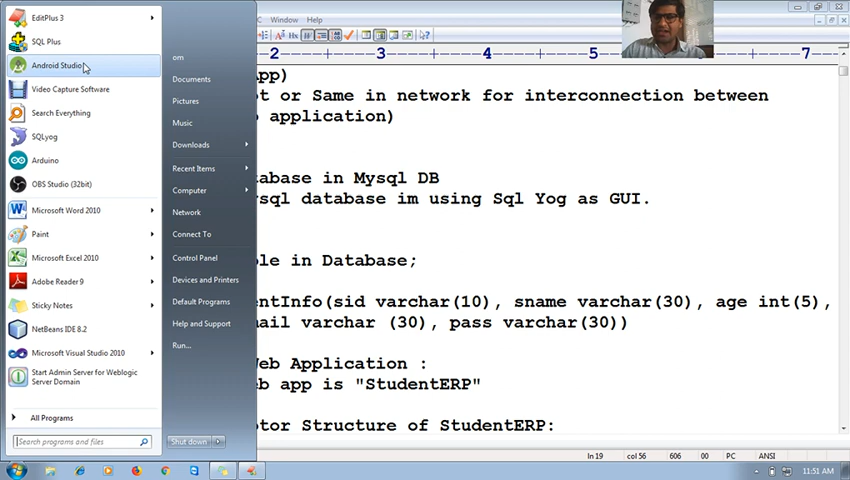 EditPlus 3
SQL Plus
Android Studio
Video Capture Software
Search Everything
SQLyog
Arduino
OBS Studio (32bit)
Microsoft Word 2010
Paint
Microsoft Excel 2010
Adobe Reader 9
Sticky Notes
NetBeans IDE 8.2
Microsoft Visual Studio 2010
Start Admin Server for Weblogic
Server Domain
All Programs
Search programs and files
om
Documents
Pictures
Music
Downloads
Recent Items
Computer
Network
Connect To
Control Panel
Devices and Printers
Default Programs
Help and Support
Run...
Shut down
Window Help
2 3 4 5 7
App)
t or Same in network for interconnection between
application)
abase in Mysql DB
ysql database im using Sql Yog as GUI.
le in Database;
entInfo(sid varchar(10), sname varchar(30), age int(5),
mail varchar (30), pass varchar(30))
Web Application :
eb app is "StudentERP"
tor Structure of StudentERP:
Ln 19 col 56 606 00 PC ANSI
11:51 AM